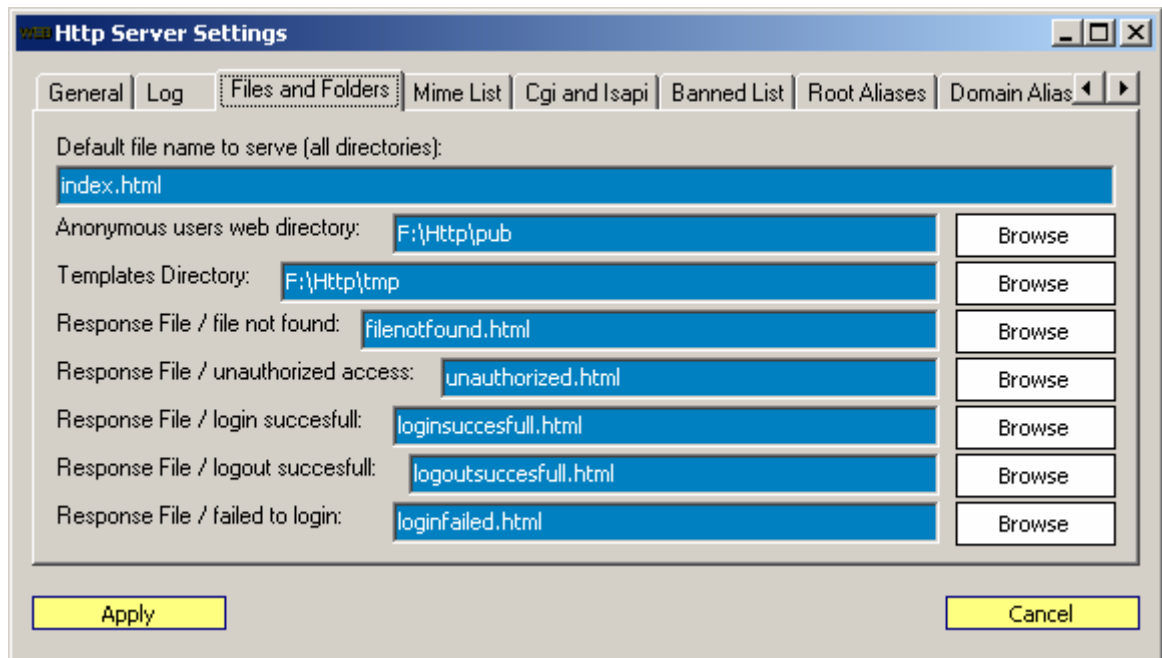 WEB Http Server Settings
General Log Files and Folders Mime List Cgi and Isapi Banned List Root Aliases Domain Alias
Default file name to serve (all directories):
index.html
Anonymous users web directory: F:\Http\pub Browse
Templates Directory: F:\Http\tmp Browse
Response File / file not found: filenotfound.html Browse
Response File / unauthorized access: unauthorized.html Browse
Response File / login succesfull: loginsuccesfull.html Browse
Response File / logout succesfull: logoutsuccesfull.html Browse
Response File / failed to login: loginfailed.html Browse
Apply Cancel